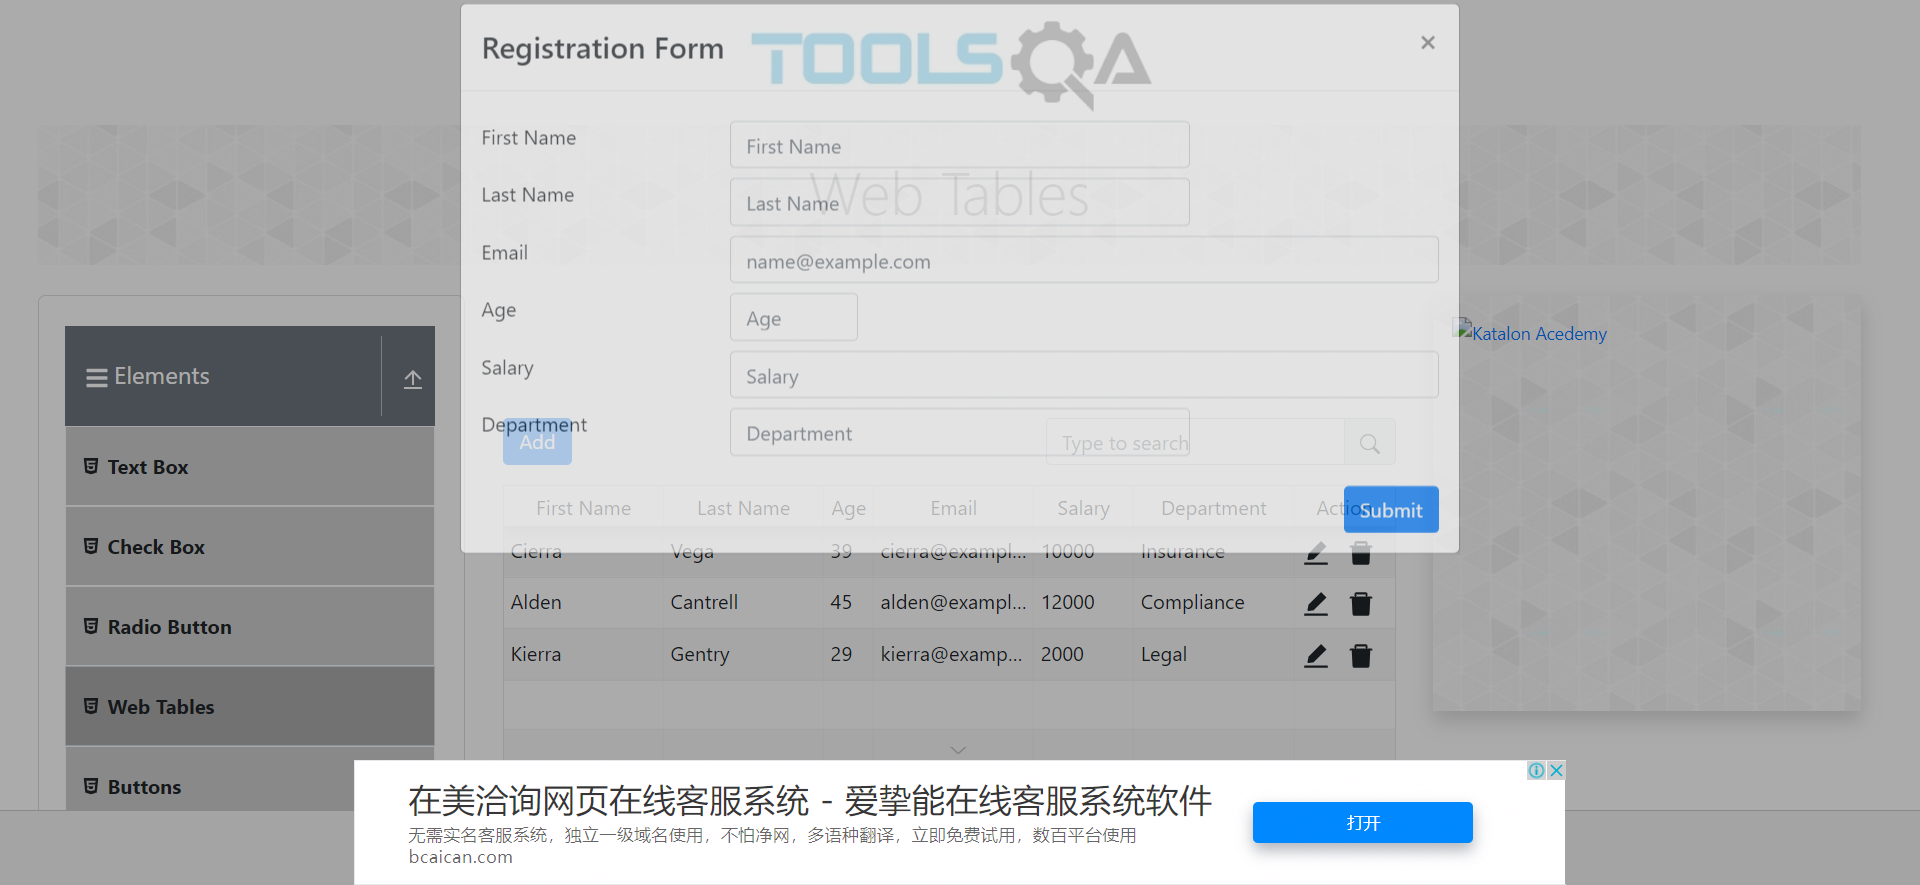 Registration Form
TOOLSQA
×
First Name
First Name
Web Tables
Last Name
Last Name
Email
name@example.com
Age
Age
Salary
Salary
Department
Department
Submit
Katalon Acedemy
Elements
Text Box
Check Box
Radio Button
Web Tables
Buttons
Add
Type to search
First Name Last Name Age Email Salary Department Action
Cierra Vega 39 cierra@exampl... 10000 Insurance
Alden Cantrell 45 alden@exampl... 12000 Compliance
Kierra Gentry 29 kierra@examp... 2000 Legal
在美洽询网页在线客服系统 - 爱挚能在线客服系统软件
无需实名客服系统，独立一级域名使用，不怕净网，多语种翻译，立即免费试用，数百平台使用
bcaican.com
打开